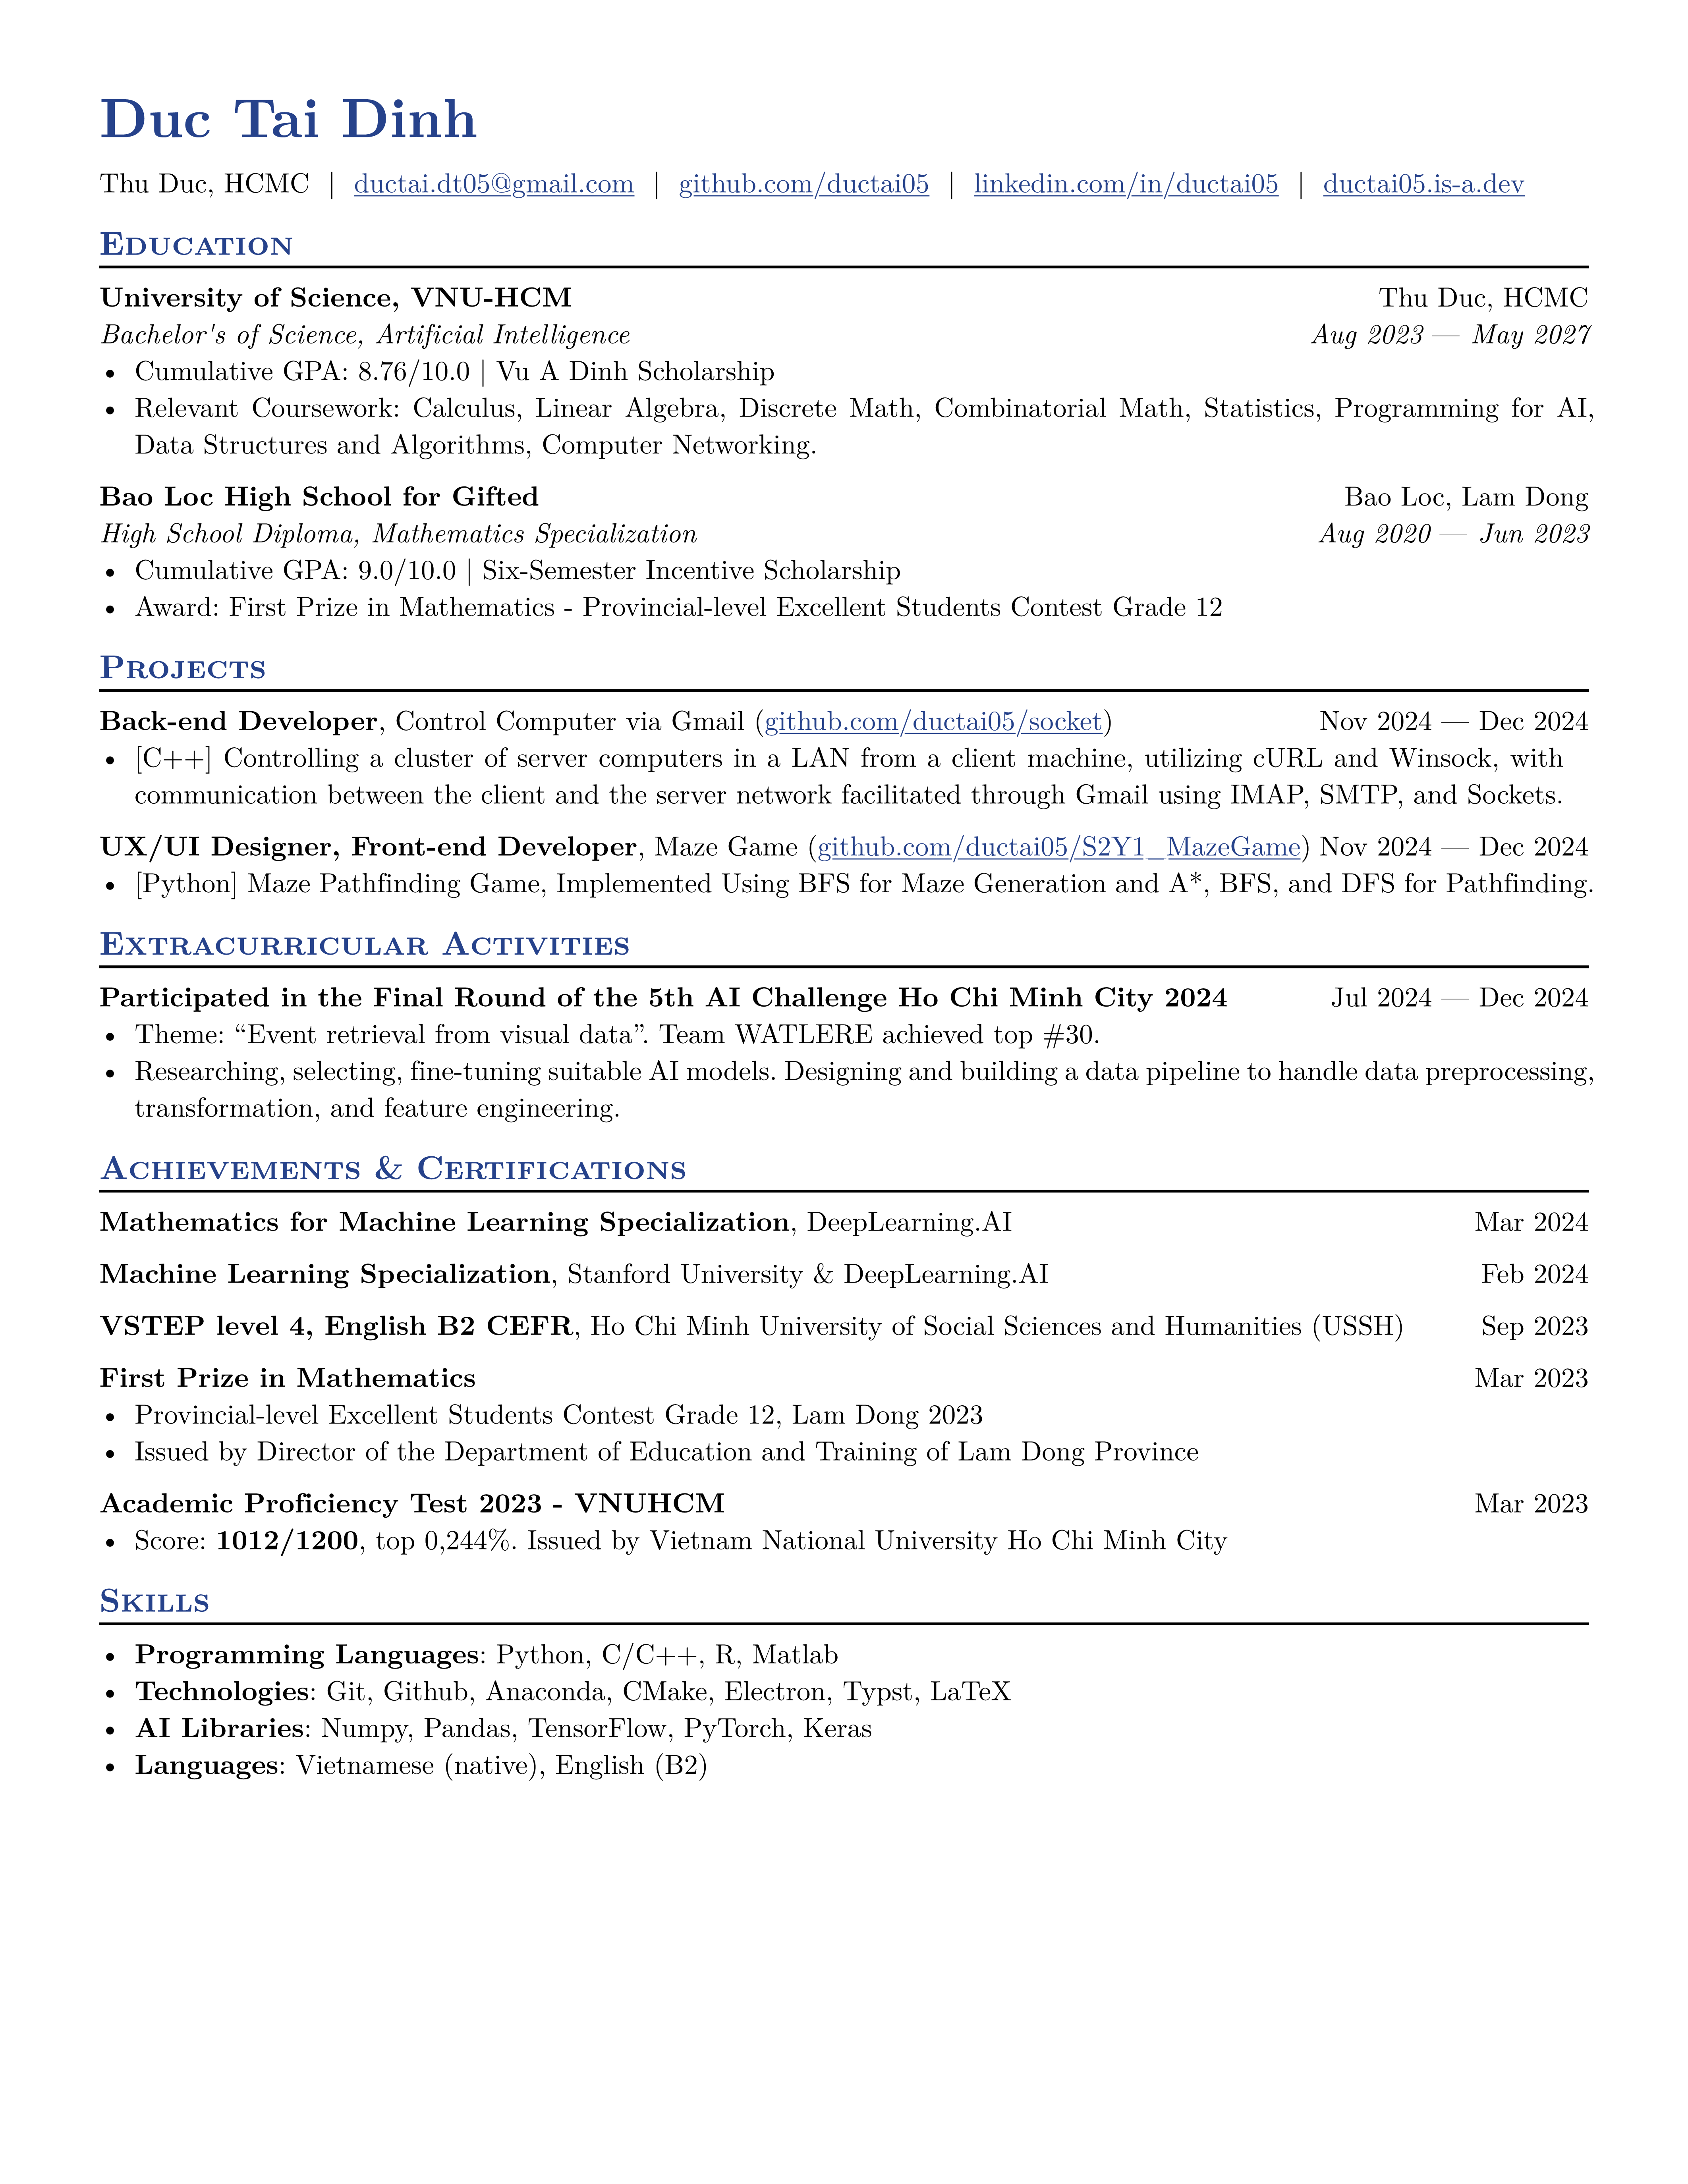 Duc Tai Dinh
Thu Duc, HCMC | ductai.dt05@gmail.com | github.com/ductai05 | linkedin.com/in/ductai05 | ductai05.is-a.dev
Education
University of Science, VNU-HCM Thu Duc, HCMC
Bachelor's of Science, Artificial Intelligence Aug 2023 — May 2027
• Cumulative GPA: 8.76/10.0 | Vu A Dinh Scholarship
• Relevant Coursework: Calculus, Linear Algebra, Discrete Math, Combinatorial Math, Statistics, Programming for AI,
Data Structures and Algorithms, Computer Networking.
Bao Loc High School for Gifted Bao Loc, Lam Dong
High School Diploma, Mathematics Specialization Aug 2020 — Jun 2023
• Cumulative GPA: 9.0/10.0 | Six-Semester Incentive Scholarship
• Award: First Prize in Mathematics - Provincial-level Excellent Students Contest Grade 12
Projects
Back-end Developer, Control Computer via Gmail (github.com/ductai05/socket) Nov 2024 — Dec 2024
• [C++] Controlling a cluster of server computers in a LAN from a client machine, utilizing cURL and Winsock, with
communication between the client and the server network facilitated through Gmail using IMAP, SMTP, and Sockets.
UX/UI Designer, Front-end Developer, Maze Game (github.com/ductai05/S2Y1_MazeGame) Nov 2024 — Dec 2024
• [Python] Maze Pathfinding Game, Implemented Using BFS for Maze Generation and A*, BFS, and DFS for Pathfinding.
Extracurricular Activities
Participated in the Final Round of the 5th AI Challenge Ho Chi Minh City 2024 Jul 2024 — Dec 2024
• Theme: “Event retrieval from visual data”. Team WATLERE achieved top #30.
• Researching, selecting, fine-tuning suitable AI models. Designing and building a data pipeline to handle data preprocessing,
transformation, and feature engineering.
Achievements & Certifications
Mathematics for Machine Learning Specialization, DeepLearning.AI Mar 2024
Machine Learning Specialization, Stanford University & DeepLearning.AI Feb 2024
VSTEP level 4, English B2 CEFR, Ho Chi Minh University of Social Sciences and Humanities (USSH) Sep 2023
First Prize in Mathematics Mar 2023
• Provincial-level Excellent Students Contest Grade 12, Lam Dong 2023
• Issued by Director of the Department of Education and Training of Lam Dong Province
Academic Proficiency Test 2023 - VNUHCM Mar 2023
• Score: 1012/1200, top 0,244%. Issued by Vietnam National University Ho Chi Minh City
Skills
• Programming Languages: Python, C/C++, R, Matlab
• Technologies: Git, Github, Anaconda, CMake, Electron, Typst, LaTeX
• AI Libraries: Numpy, Pandas, TensorFlow, PyTorch, Keras
• Languages: Vietnamese (native), English (B2)